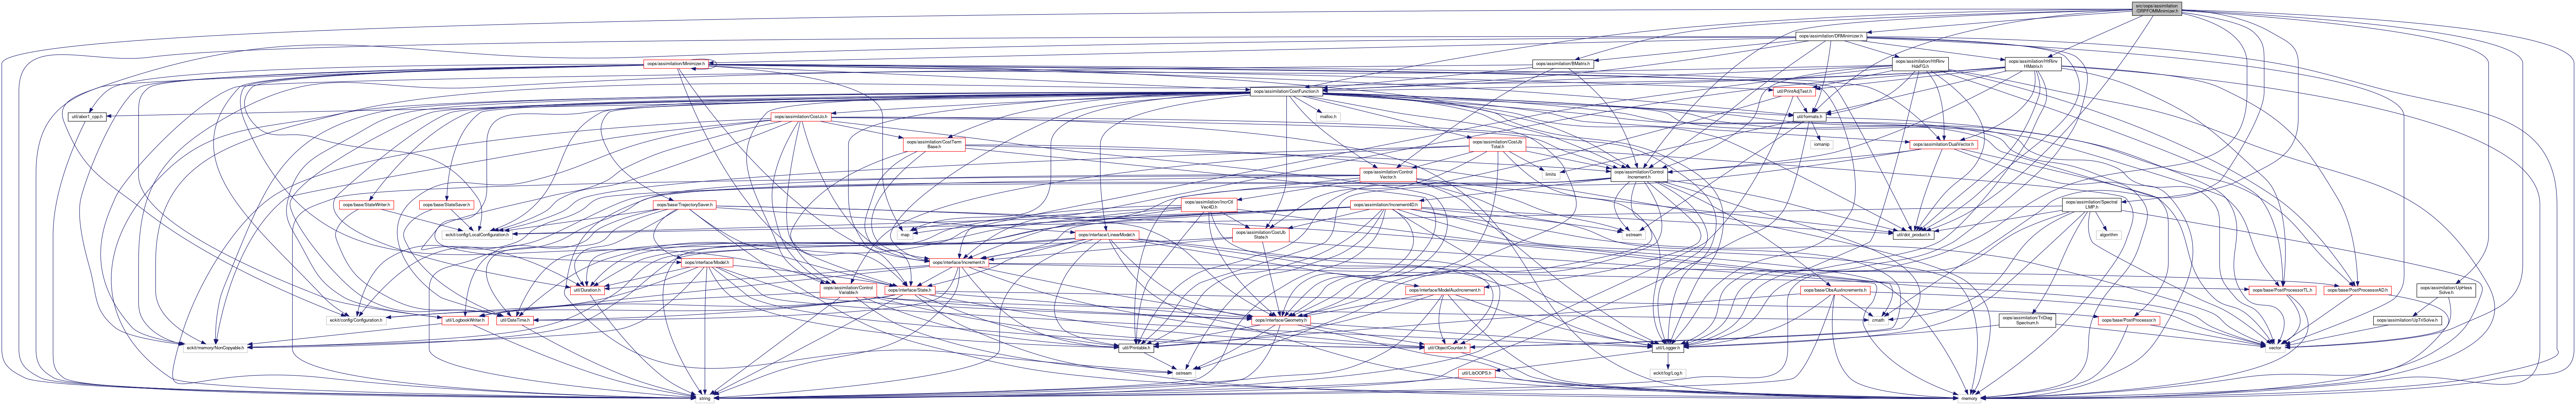 src/oops/assimilation
/DRPFOMMinimizer.h
oops/assimilation/DRMinimizer.h
oops/assimilation/Minimizer.h
oops/assimilation/BMatrix.h
oops/assimilation/HtRinv
HdxFG.h
oops/assimilation/HtRinv
HMatrix.h
oops/assimilation/CostFunction.h
util/PrintAdjTest.h
util/abor1_cpp.h
oops/assimilation/CostJo.h
malloc.h
util/formats.h
oops/assimilation/CostTerm
Base.h
oops/assimilation/CostJb
Total.h
iomanip
oops/assimilation/DualVector.h
oops/assimilation/Control
Vector.h
limits
oops/assimilation/Control
Increment.h
oops/base/StateWriter.h
oops/base/StateSaver.h
oops/base/TrajectorySaver.h
oops/assimilation/IncrCtl
Vec4D.h
oops/assimilation/Increment4D.h
oops/assimilation/Spectral
LMP.h
eckit/config/LocalConfiguration.h
map
oops/interface/LinearModel.h
oops/assimilation/CostJb
State.h
ostream
util/dot_product.h
algorithm
oops/interface/Model.h
oops/interface/Increment.h
util/Duration.h
oops/assimilation/Control
Variable.h
oops/interface/State.h
oops/interface/ModelAuxIncrement.h
oops/base/ObsAuxIncrements.h
oops/base/PostProcessorTL.h
oops/base/PostProcessorAD.h
oops/assimilation/UpHess
Solve.h
eckit/config/Configuration.h
util/LogbookWriter.h
util/DateTime.h
oops/interface/Geometry.h
cmath
oops/assimilation/TriDiag
Spectrum.h
oops/base/PostProcessor.h
oops/assimilation/UpTriSolve.h
eckit/memory/NonCopyable.h
util/Printable.h
util/ObjectCounter.h
util/Logger.h
vector
sstream
util/LibOOPS.h
eckit/log/Log.h
string
memory